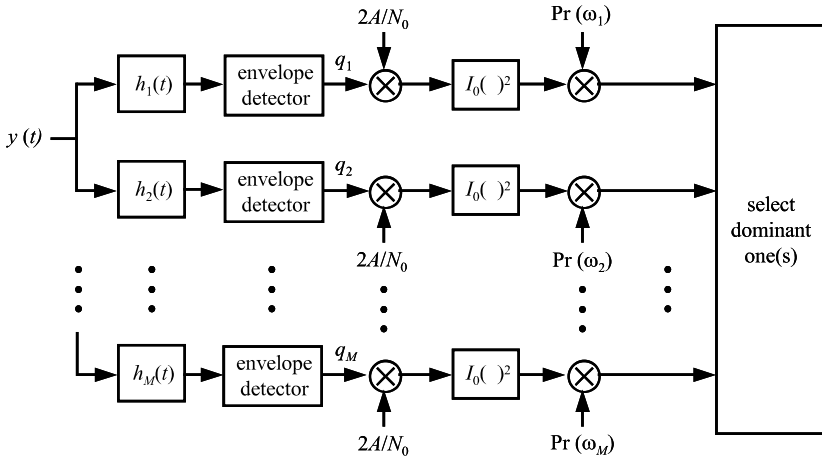 2A/N₀ Pr (ω₁)
h₁(t) envelope detector q₁ I₀( )²
y (t)
h₂(t) envelope detector q₂ I₀( )²
2A/N₀ Pr (ω₂)
select
dominant
one(s)
h_M(t) envelope detector q_M I₀( )²
2A/N₀ Pr (ω_M)